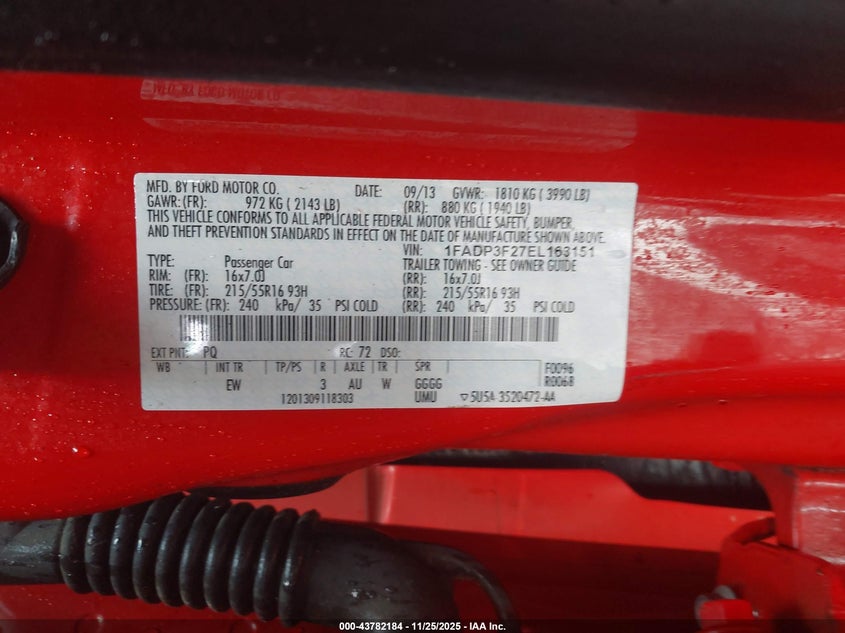 MFD. BY FORD MOTOR CO.
MFD. BY FORD MOTOR CO. DATE: 09/13 GVWR: 1810 KG ( 3990 LB)
GAWR: (FR): 972 KG ( 2143 LB) (RR): 880 KG ( 1940 LB)
THIS VEHICLE CONFORMS TO ALL APPLICABLE FEDERAL MOTOR VEHICLE SAFETY, BUMPER,
AND THEFT PREVENTION STANDARDS IN EFFECT ON THE DATE OF MANUFACTURE SHOWN ABOVE.
VIN: 1FADP3F27EL163151
TYPE: Passenger Car TRAILER TOWING - SEE OWNER GUIDE
RIM: (FR): 16x7.0J (RR): 16x7.0J
TIRE: (FR): 215/55R16 93H (RR): 215/55R16 93H
PRESSURE: (FR): 240 kPa/ 35 PSI COLD (RR): 240 kPa/ 35 PSI COLD
EXT PNT: PQ RC: 72 DSO:
WB INT TR TP/PS R AXLE TR SPR F0096
EW 3 AU W GGGG R0068
1201309118303 UMU ▽5U5A 3520472-AA
000-43782184 - 11/25/2025 - IAA Inc.